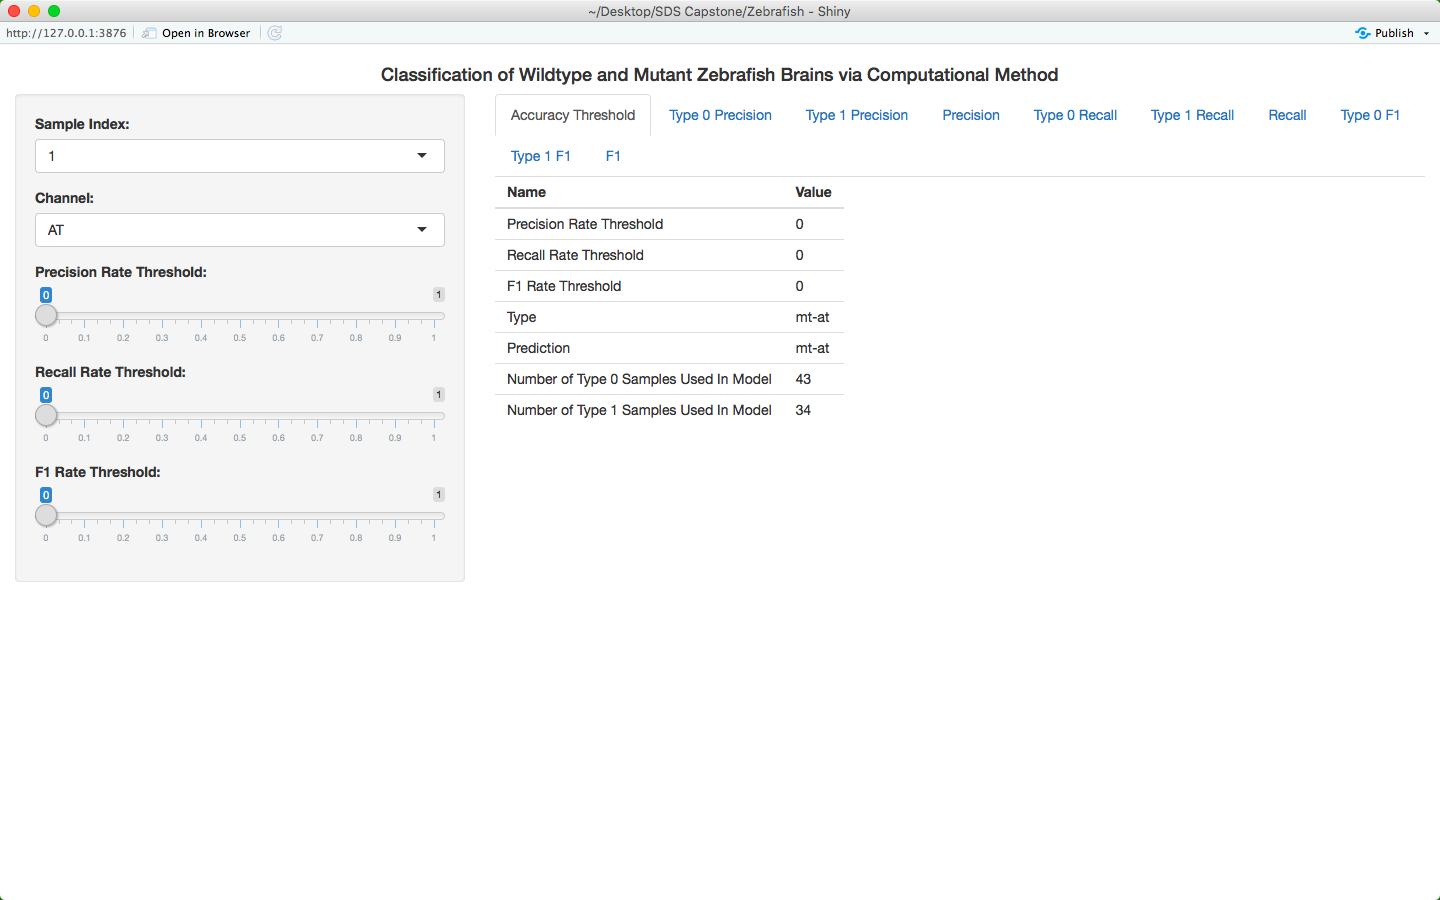 ~/Desktop/SDS Capstone/Zebrafish - Shiny
http://127.0.0.1:3876 Open in Browser Publish
Classification of Wildtype and Mutant Zebrafish Brains via Computational Method
Sample Index:
1
Channel:
AT
Precision Rate Threshold:
0 1
0 0.1 0.2 0.3 0.4 0.5 0.6 0.7 0.8 0.9 1
Recall Rate Threshold:
0 1
0 0.1 0.2 0.3 0.4 0.5 0.6 0.7 0.8 0.9 1
F1 Rate Threshold:
0 1
0 0.1 0.2 0.3 0.4 0.5 0.6 0.7 0.8 0.9 1
Accuracy Threshold Type 0 Precision Type 1 Precision Precision Type 0 Recall Type 1 Recall Recall Type 0 F1
Type 1 F1 F1
Name Value
Precision Rate Threshold 0
Recall Rate Threshold 0
F1 Rate Threshold 0
Type mt-at
Prediction mt-at
Number of Type 0 Samples Used In Model 43
Number of Type 1 Samples Used In Model 34